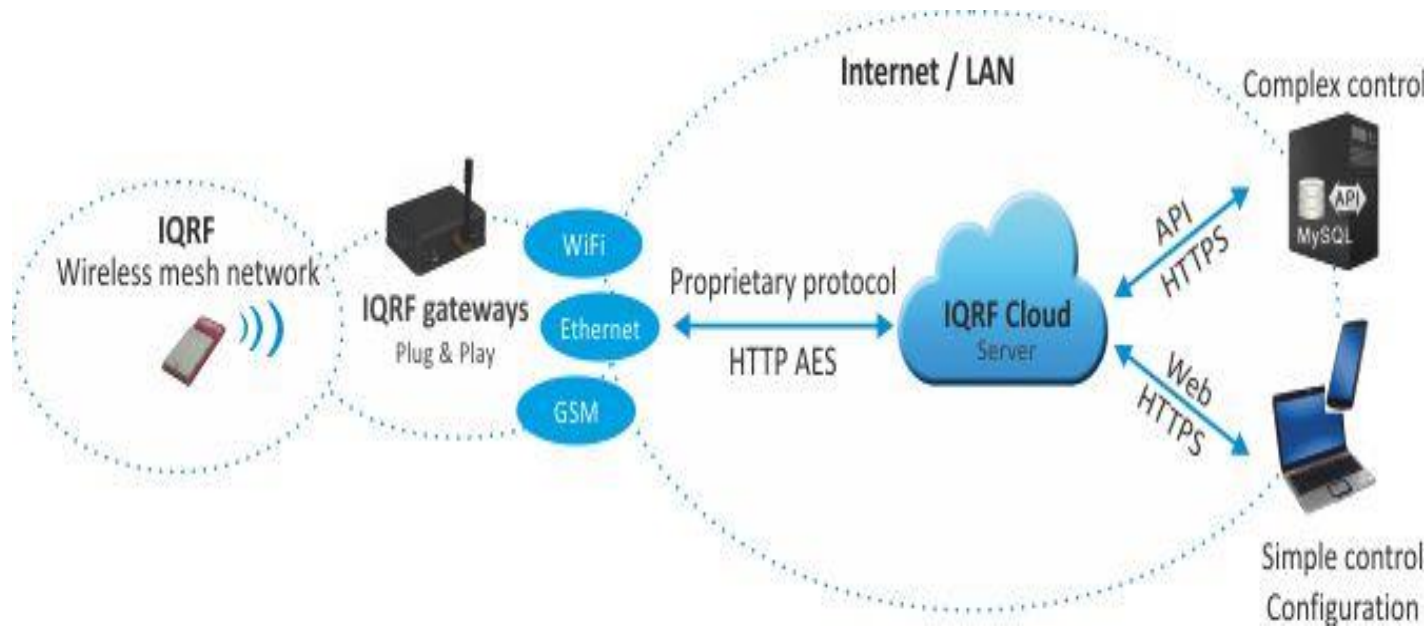 Internet / LAN
Complex control
API
MySQL
IQRF
Wireless mesh network
IQRF gateways
Plug & Play
WiFi
Ethernet
GSM
Proprietary protocol
HTTP AES
IQRF Cloud
Server
API
HTTPS
Web
HTTPS
Simple control
Configuration